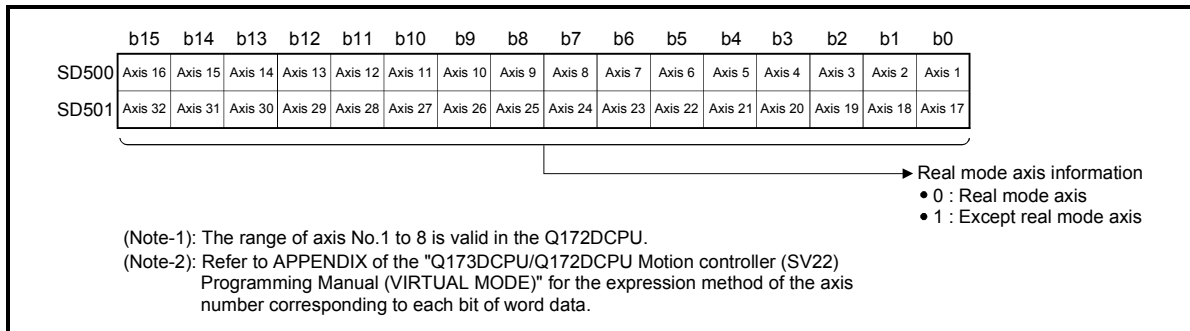 b15 b14 b13 b12 b11 b10 b9 b8 b7 b6 b5 b4 b3 b2 b1 b0
SD500 Axis 16 Axis 15 Axis 14 Axis 13 Axis 12 Axis 11 Axis 10 Axis 9 Axis 8 Axis 7 Axis 6 Axis 5 Axis 4 Axis 3 Axis 2 Axis 1
SD501 Axis 32 Axis 31 Axis 30 Axis 29 Axis 28 Axis 27 Axis 26 Axis 25 Axis 24 Axis 23 Axis 22 Axis 21 Axis 20 Axis 19 Axis 18 Axis 17
Real mode axis information
• 0 : Real mode axis
• 1 : Except real mode axis
(Note-1): The range of axis No.1 to 8 is valid in the Q172DCPU.
(Note-2): Refer to APPENDIX of the "Q173DCPU/Q172DCPU Motion controller (SV22)
Programming Manual (VIRTUAL MODE)" for the expression method of the axis
number corresponding to each bit of word data.